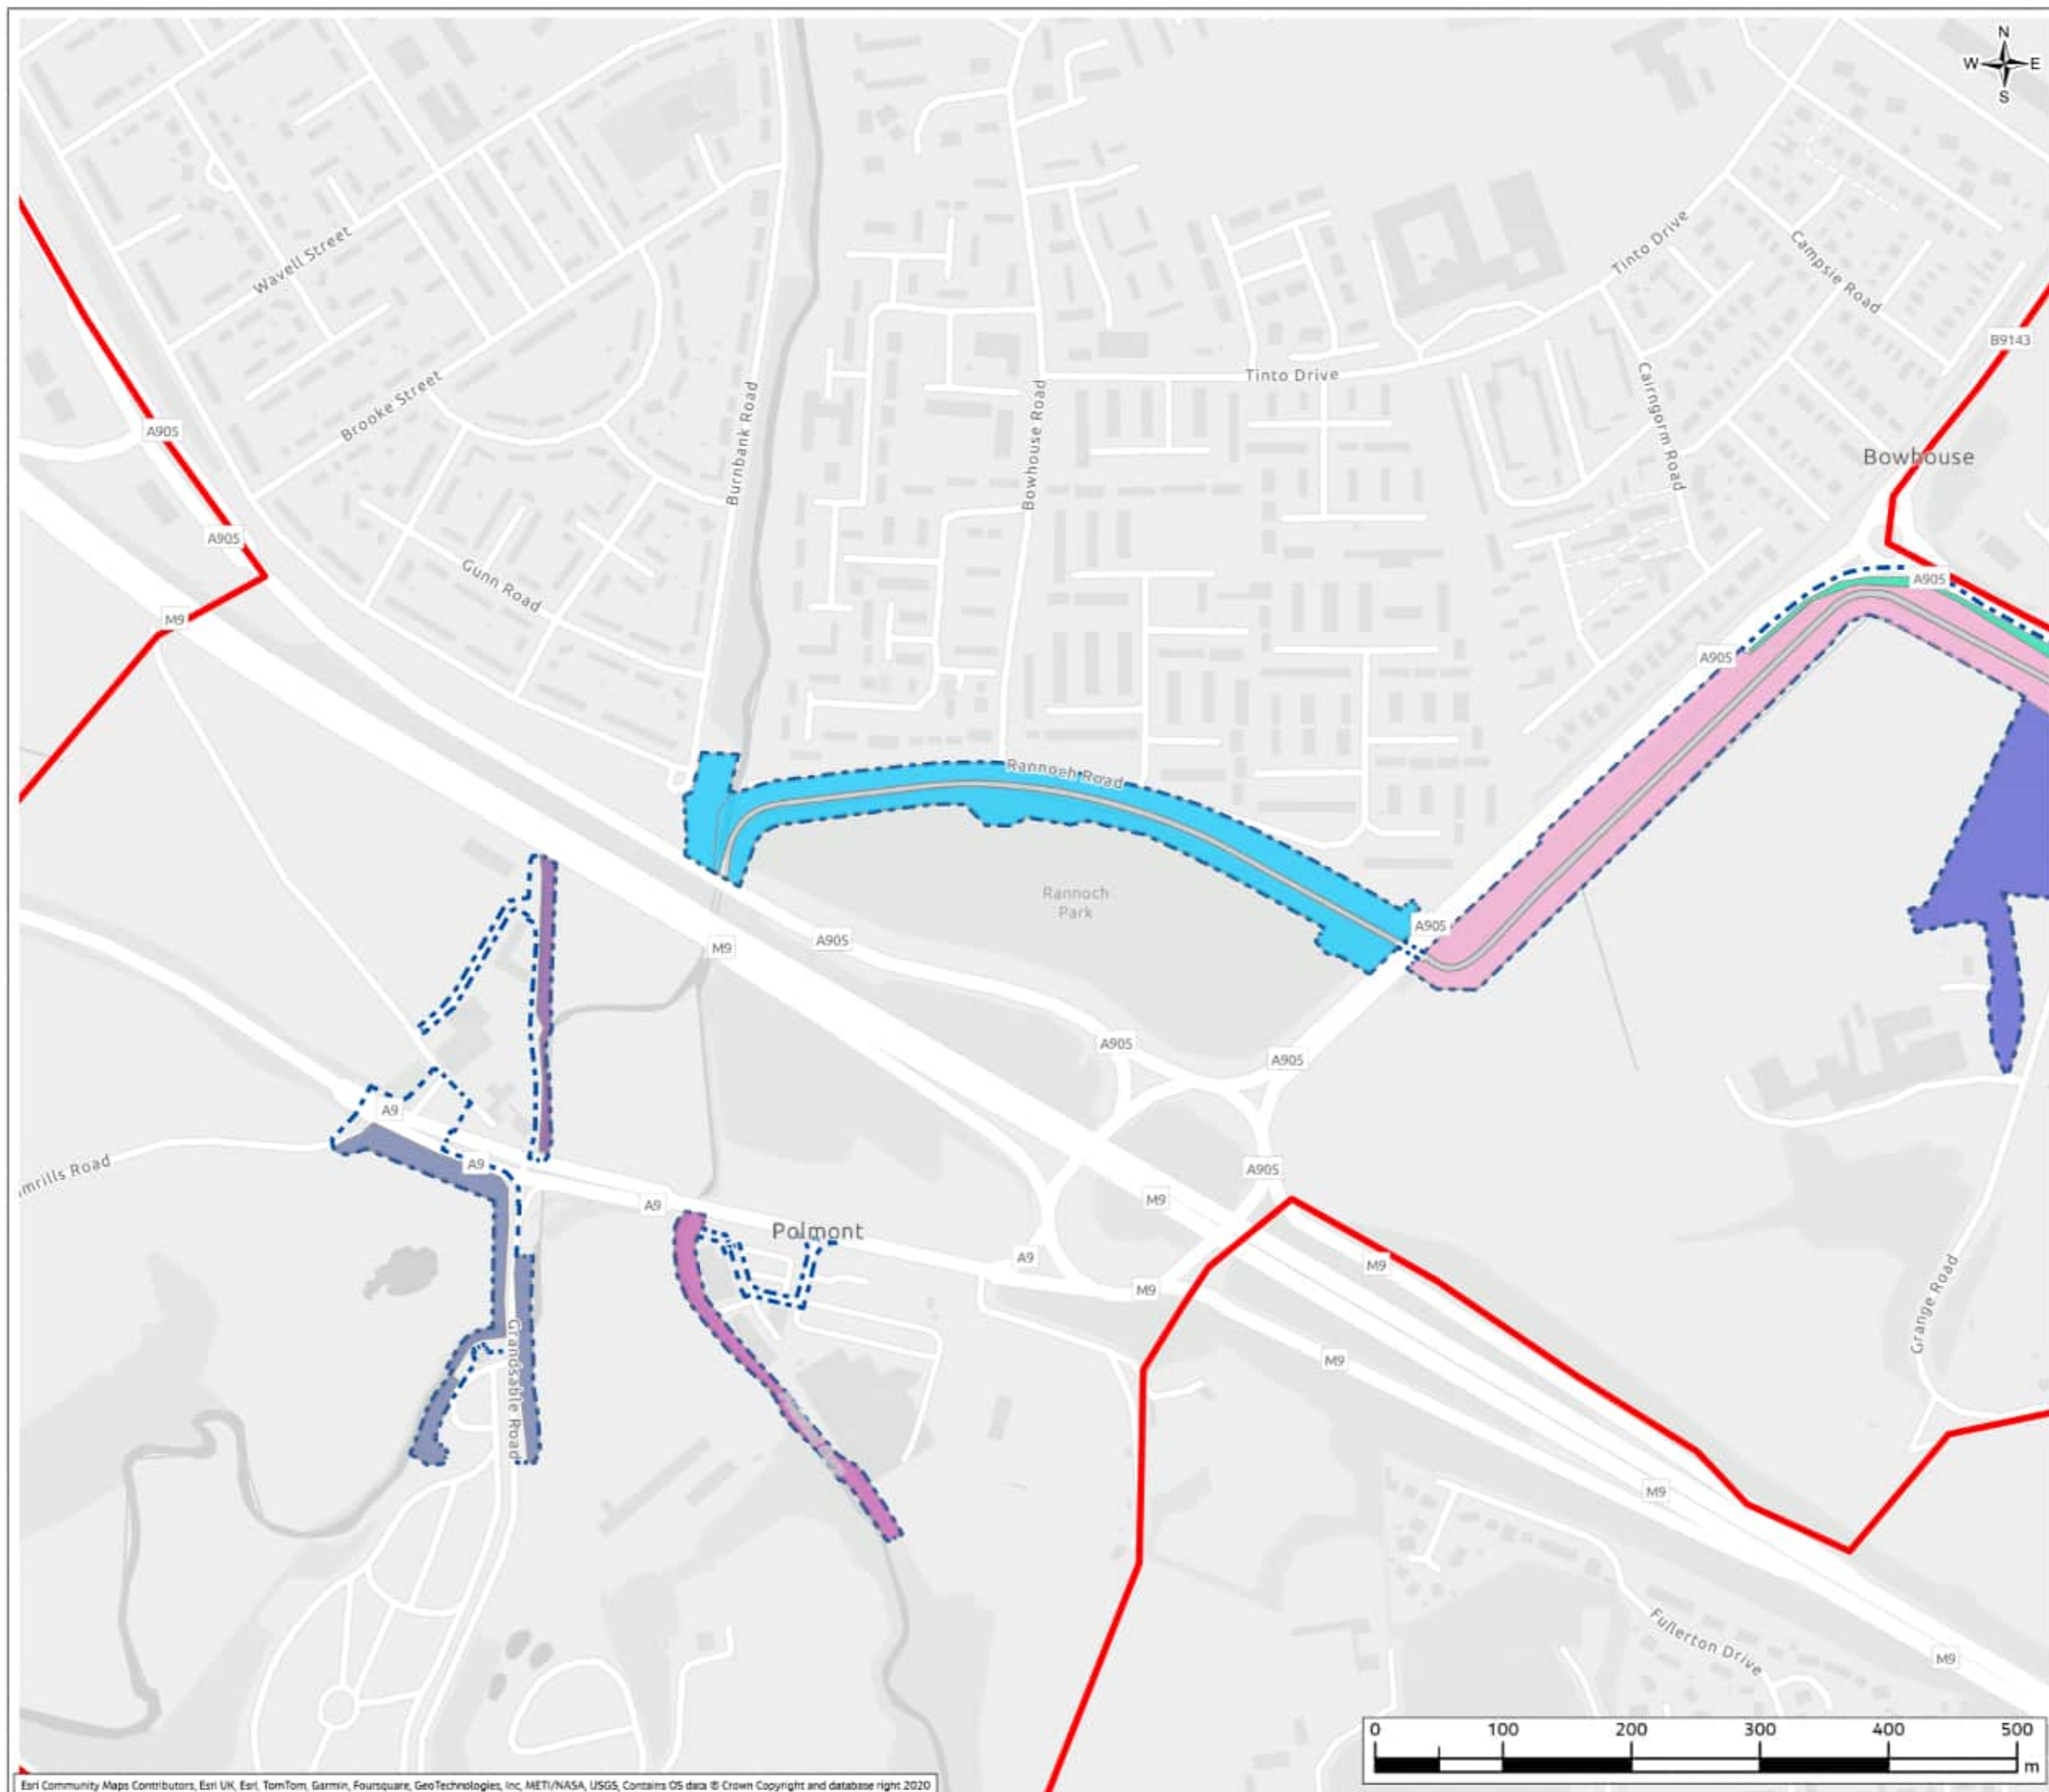 N
W E
S
Wavell Street
Tinto Drive
Campsie Road
B9143
Brooke Street
Burnbank Road
Bowhouse Road
Tinto Drive
Cairngorm Road
A905
Bowhouse
A905
Gunn Road
A905
M9
A905
Rannoch Road
Rannoch
Park
A905
A905
M9
A905
A905
A9
A9
A905
M9
A9
Polmont
A9
M9
M9
Grandsable Road
Grange Road
M9
M9
Fullerton Drive
M9
0 100 200 300 400 500
m
Esri Community Maps Contributors, Esri UK, Esri, TomTom, Garmin, Foursquare, GeoTechnologies, Inc, METI/NASA, USGS, Contains OS data © Crown Copyright and database right 2020